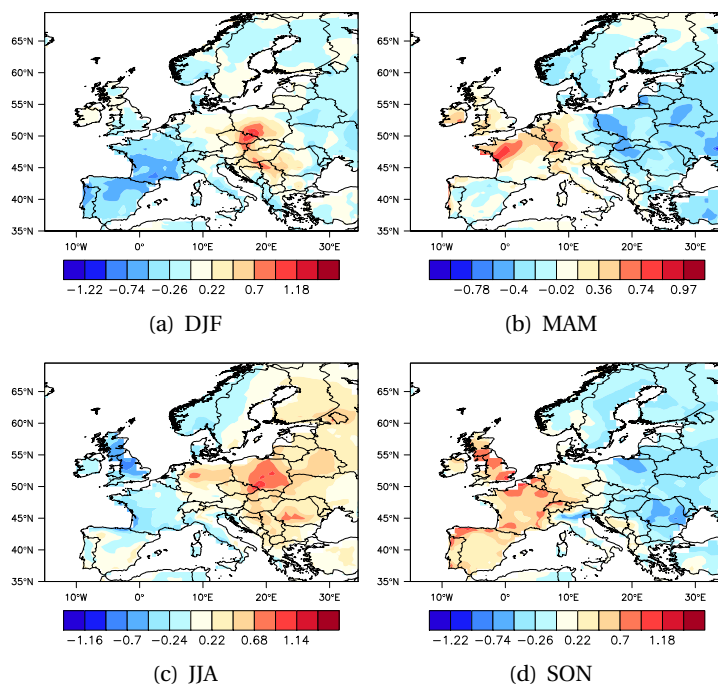 65°N 65°N
60°N 60°N
55°N 55°N
50°N 50°N
45°N 45°N
40°N 40°N
35°N 35°N
10°W 0° 10°E 20°E 30°E 10°W 0° 10°E 20°E 30°E
−1.22 −0.74 −0.26 0.22 0.7 1.18 −0.78 −0.4 −0.02 0.36 0.74 0.97
(a) DJF (b) MAM
65°N 65°N
60°N 60°N
55°N 55°N
50°N 50°N
45°N 45°N
40°N 40°N
35°N 35°N
10°W 0° 10°E 20°E 30°E 10°W 0° 10°E 20°E 30°E
−1.16 −0.7 −0.24 0.22 0.68 1.14 −1.22 −0.74 −0.26 0.22 0.7 1.18
(c) JJA (d) SON